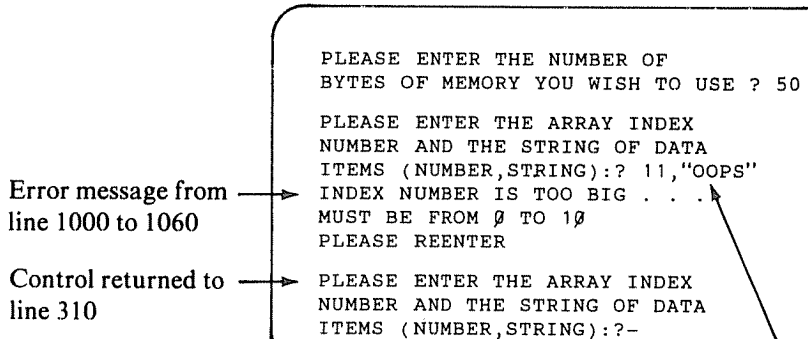 PLEASE ENTER THE NUMBER OF
BYTES OF MEMORY YOU WISH TO USE ? 50
PLEASE ENTER THE ARRAY INDEX
NUMBER AND THE STRING OF DATA
ITEMS (NUMBER,STRING):? 11,"OOPS"
Error message from
line 1000 to 1060
INDEX NUMBER IS TOO BIG . . .
MUST BE FROM 0̸ TO 10̸
PLEASE REENTER
Control returned to
line 310
PLEASE ENTER THE ARRAY INDEX
NUMBER AND THE STRING OF DATA
ITEMS (NUMBER,STRING):?-